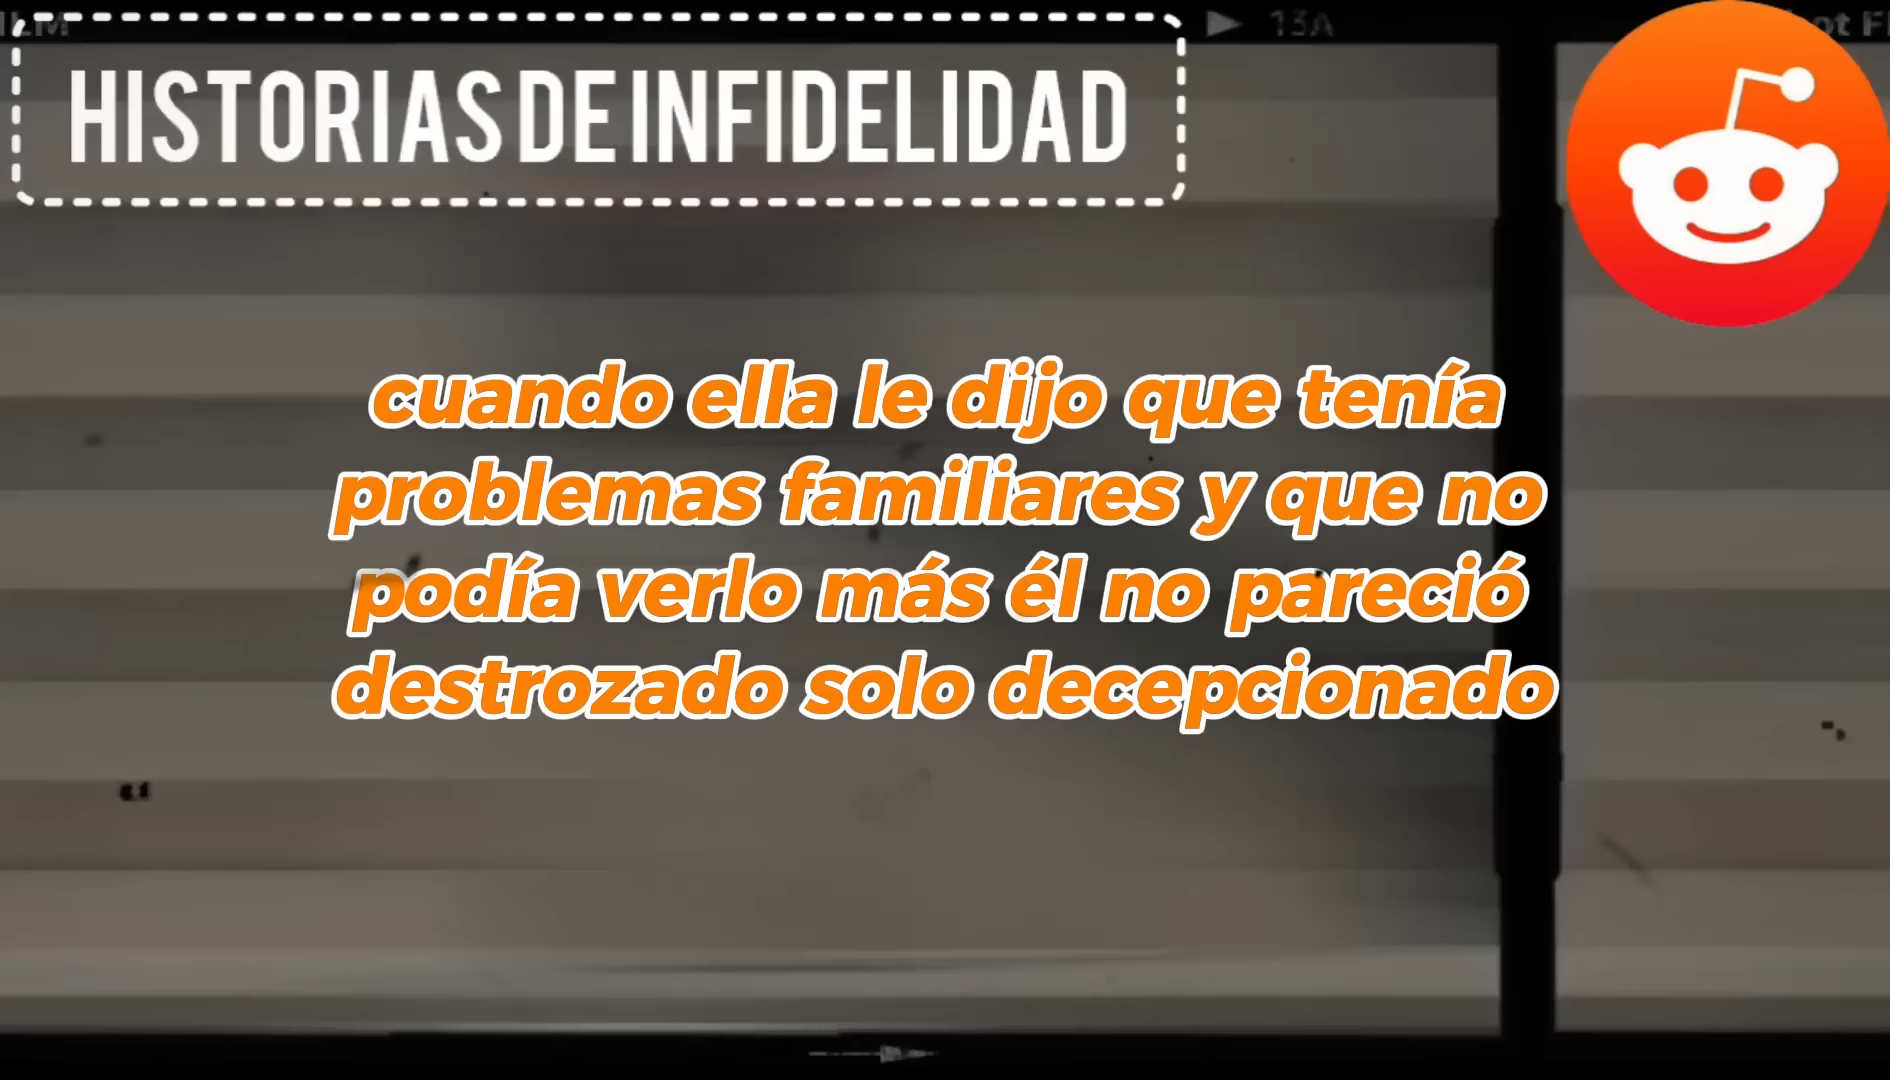 13A
HISTORIAS DE INFIDELIDAD
cuando ella le dijo que tenía
problemas familiares y que no
podía verlo más él no pareció
destrozado solo decepcionado